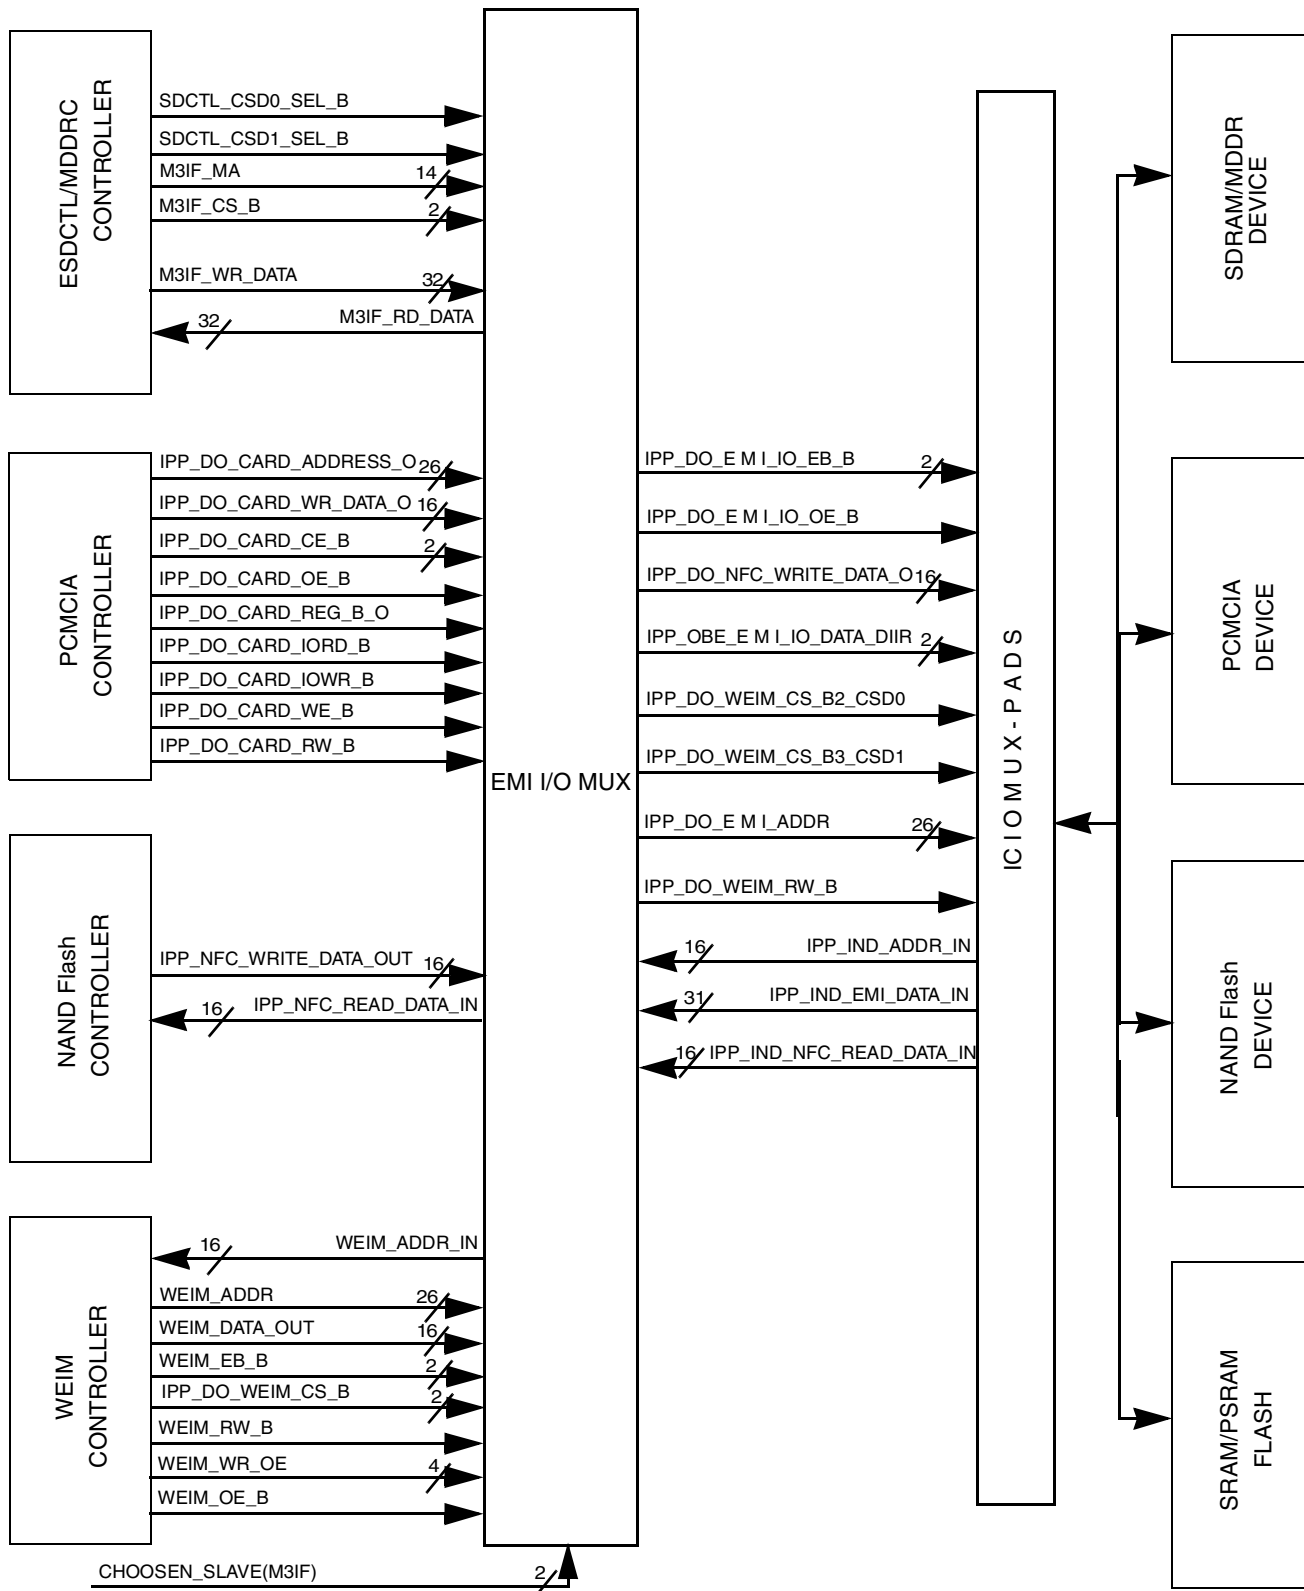 ESDCTL/MDDRC
CONTROLLER
SDCTL_CSD0_SEL_B
SDCTL_CSD1_SEL_B
M3IF_MA
14
M3IF_CS_B
2
M3IF_WR_DATA
32
32
M3IF_RD_DATA
PCMCIA
CONTROLLER
IPP_DO_CARD_ADDRESS_O
26
IPP_DO_CARD_WR_DATA_O
16
IPP_DO_CARD_CE_B
2
IPP_DO_CARD_OE_B
IPP_DO_CARD_REG_B_O
IPP_DO_CARD_IORD_B
IPP_DO_CARD_IOWR_B
IPP_DO_CARD_WE_B
IPP_DO_CARD_RW_B
NAND Flash
CONTROLLER
IPP_NFC_WRITE_DATA_OUT
16
16
IPP_NFC_READ_DATA_IN
WEIM
CONTROLLER
16
WEIM_ADDR_IN
WEIM_ADDR
26
WEIM_DATA_OUT
16
WEIM_EB_B
2
IPP_DO_WEIM_CS_B
2
WEIM_RW_B
WEIM_WR_OE
4
WEIM_OE_B
CHOOSEN_SLAVE(M3IF)
2
EMI I/O MUX
IPP_DO_E M I_IO_EB_B
2
IPP_DO_E M I_IO_OE_B
IPP_DO_NFC_WRITE_DATA_O
16
IPP_OBE_E M I_IO_DATA_DIIR
2
IPP_DO_WEIM_CS_B2_CSD0
IPP_DO_WEIM_CS_B3_CSD1
IPP_DO_E M I_ADDR
26
IPP_DO_WEIM_RW_B
16
IPP_IND_ADDR_IN
31
IPP_IND_EMI_DATA_IN
16
IPP_IND_NFC_READ_DATA_IN
IC I O M U X - P A D S
SDRAM/MDDR
DEVICE
PCMCIA
DEVICE
NAND Flash
DEVICE
SRAM/PSRAM
FLASH